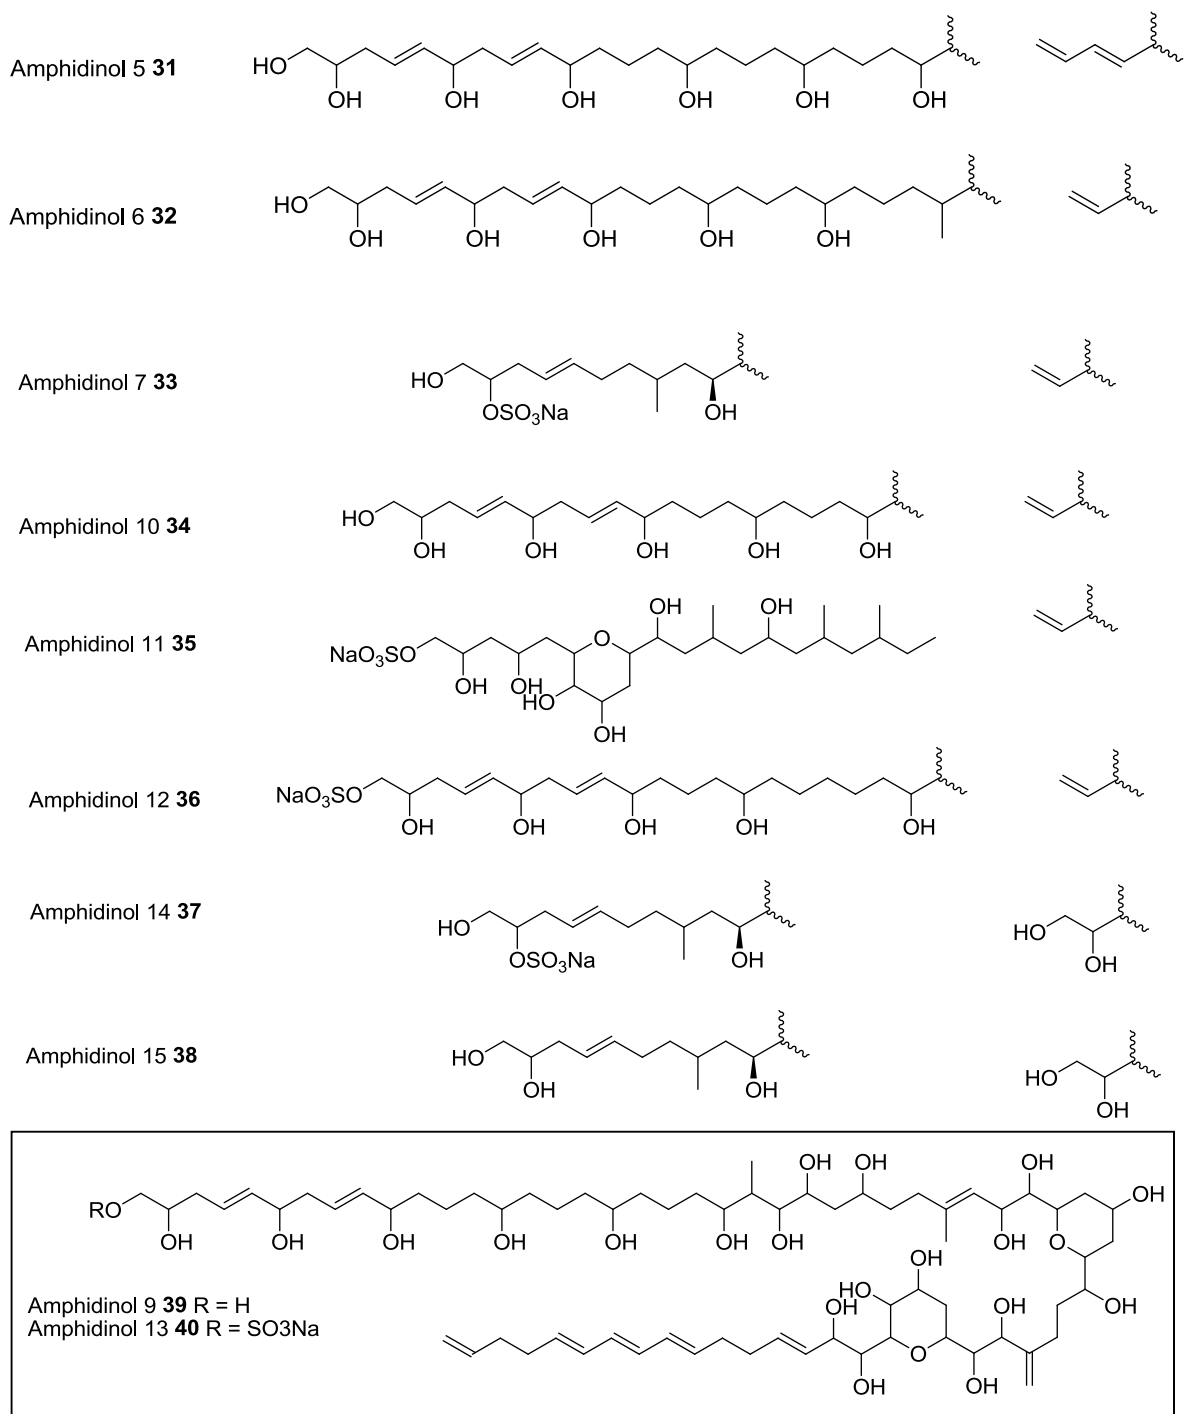 Amphidinol 5 31
HO
OH OH OH OH OH OH
Amphidinol 6 32
HO
OH OH OH OH OH
Amphidinol 7 33
HO
OSO3Na OH
Amphidinol 10 34
HO
OH OH OH OH OH
OH OH
Amphidinol 11 35
NaO3SO O
OH OH HO
OH
Amphidinol 12 36
NaO3SO
OH OH OH OH OH
Amphidinol 14 37
HO HO
OSO3Na OH OH
Amphidinol 15 38
HO HO
OH OH OH
OH OH OH
RO OH
OH OH OH OH OH OH OH OH O
OH
HO
Amphidinol 9 39 R = H OH OH OH
Amphidinol 13 40 R = SO3Na
O
OH OH